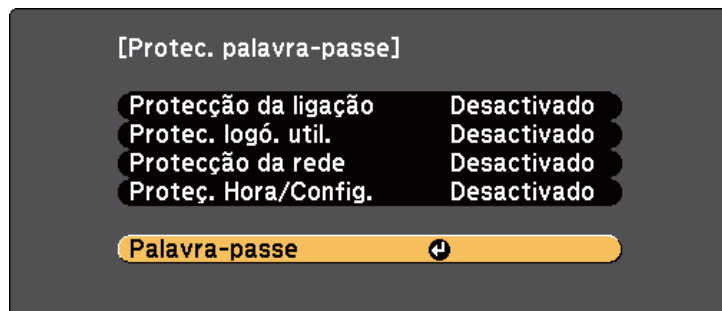 [Protec. palavra-passe]
Protecção da ligação Desactivado
Protec. logó. util. Desactivado
Protecção da rede Desactivado
Proteç. Hora/Config. Desactivado
Palavra-passe